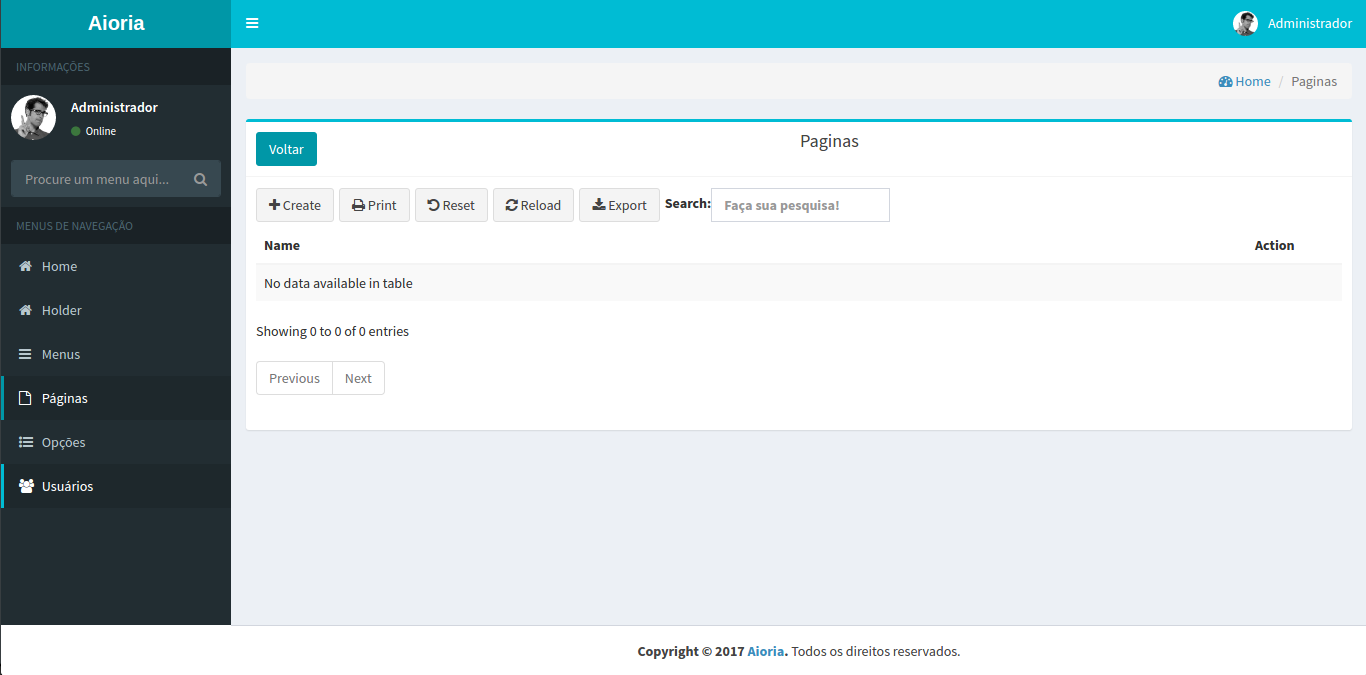 Aioria
Administrador
INFORMAÇÕES
Administrador
Online
Procure um menu aqui...
MENUS DE NAVEGAÇÃO
Home
Holder
Menus
Páginas
Opções
Usuários
Home / Paginas
Voltar
Paginas
Create Print Reset Reload Export Search: Faça sua pesquisa!
Name Action
No data available in table
Showing 0 to 0 of 0 entries
Previous Next
Copyright © 2017 Aioria. Todos os direitos reservados.